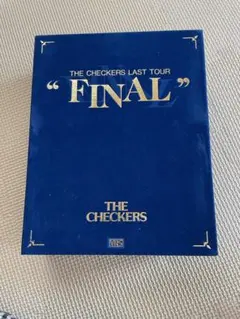 THE CHECKERS LAST TOUR
“FINAL”
THE
CHECKERS
VHS